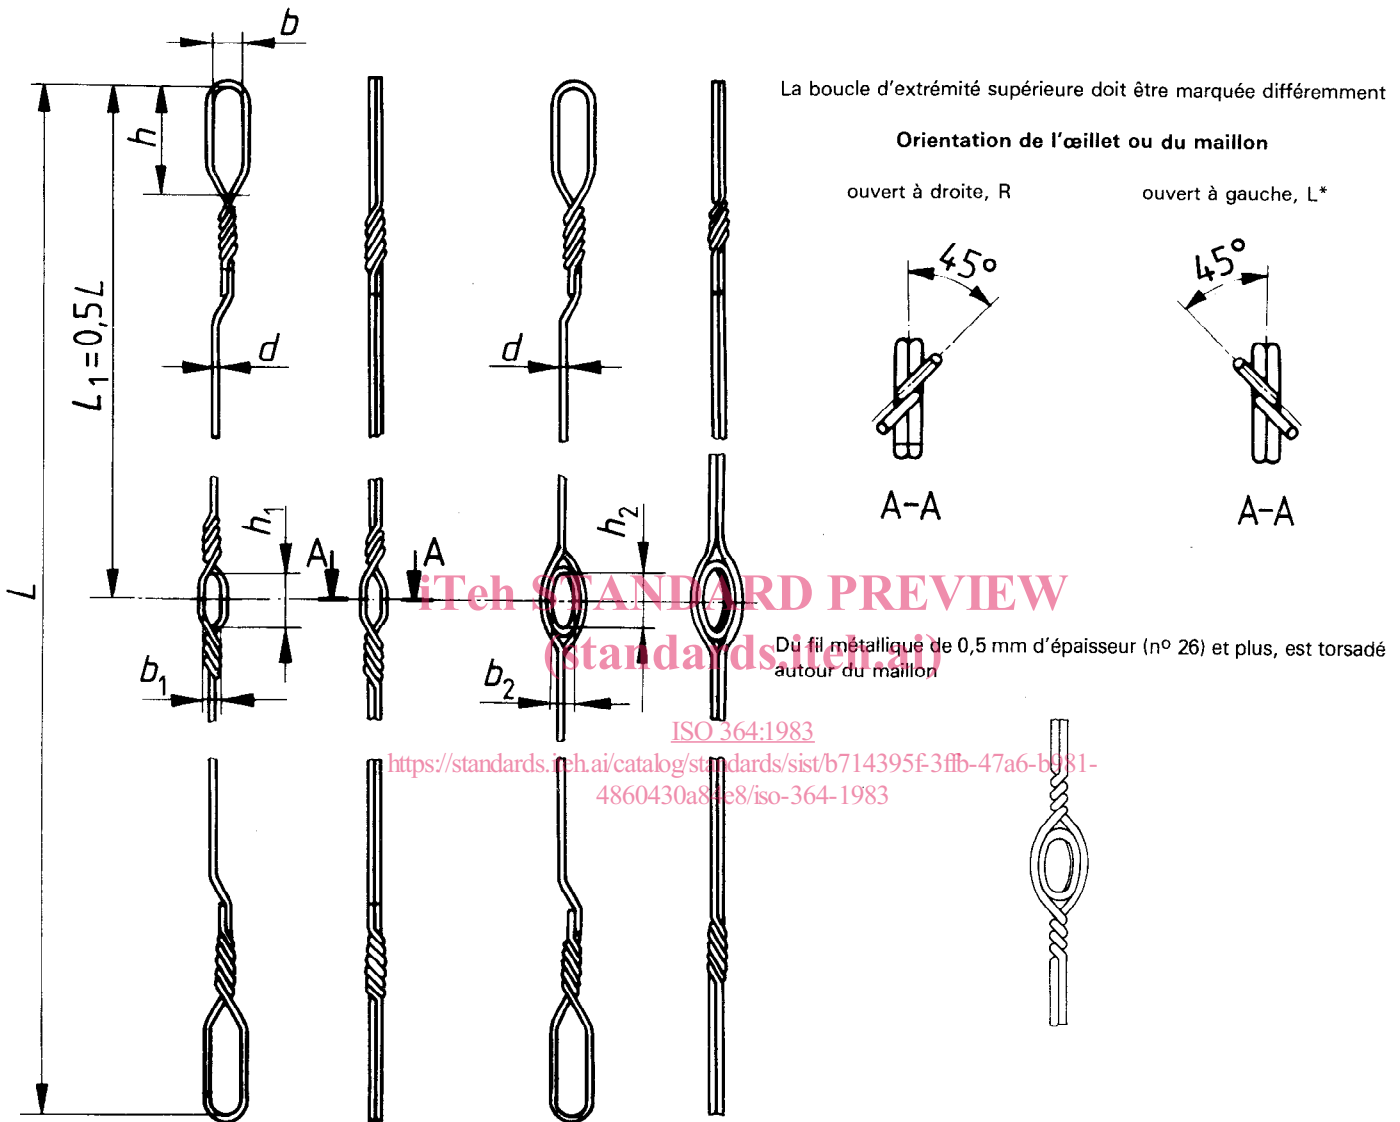 b
La boucle d'extrémité supérieure doit être marquée différemment
h
Orientation de l'œillet ou du maillon
ouvert à droite, R
ouvert à gauche, L*
45°
45°
L1=0,5L
d
d
A-A
A-A
h1
h2
A
A
L
iTeh STANDARD PREVIEW
(standards.iteh.ai)
Du fil métallique de 0,5 mm d'épaisseur (nº 26) et plus, est torsadé
autour du maillon
b1
b2
ISO 364:1983
https://standards.iteh.ai/catalog/standards/sist/b714395f-3ffb-47a6-b981-
4860430a84e8/iso-364-1983